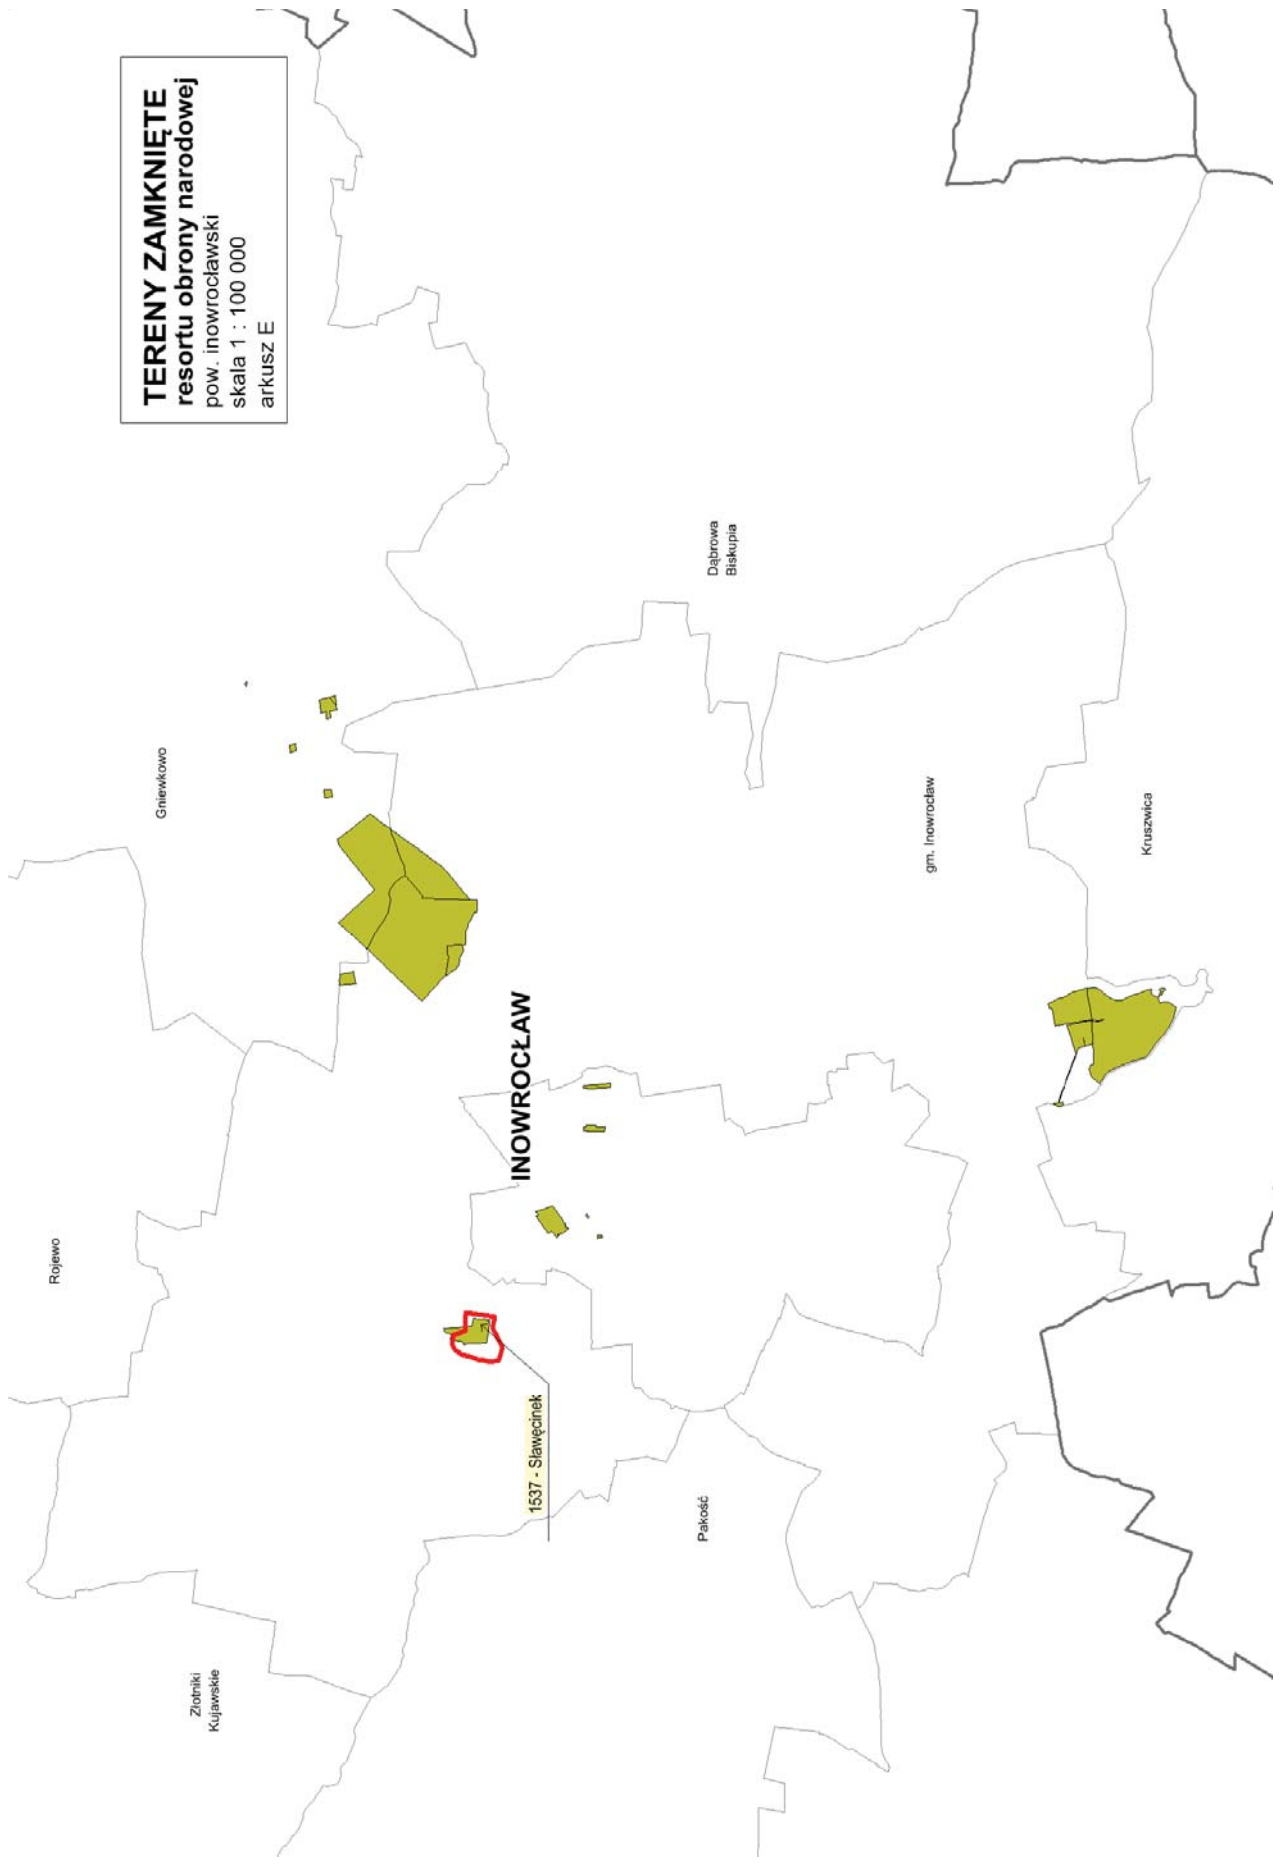 TERENY ZAMKNIĘTE
resortu obrony narodowej
pow. inowrocławski
skala 1 : 100 000
arkusz E
Rojewo
Gniewkowo
Złotniki
Kujawskie
INOWROCŁAW
1537 - Sławęcinek
Dąbrowa
Biskupia
Pakość
gm. Inowrocław
Kruszwica